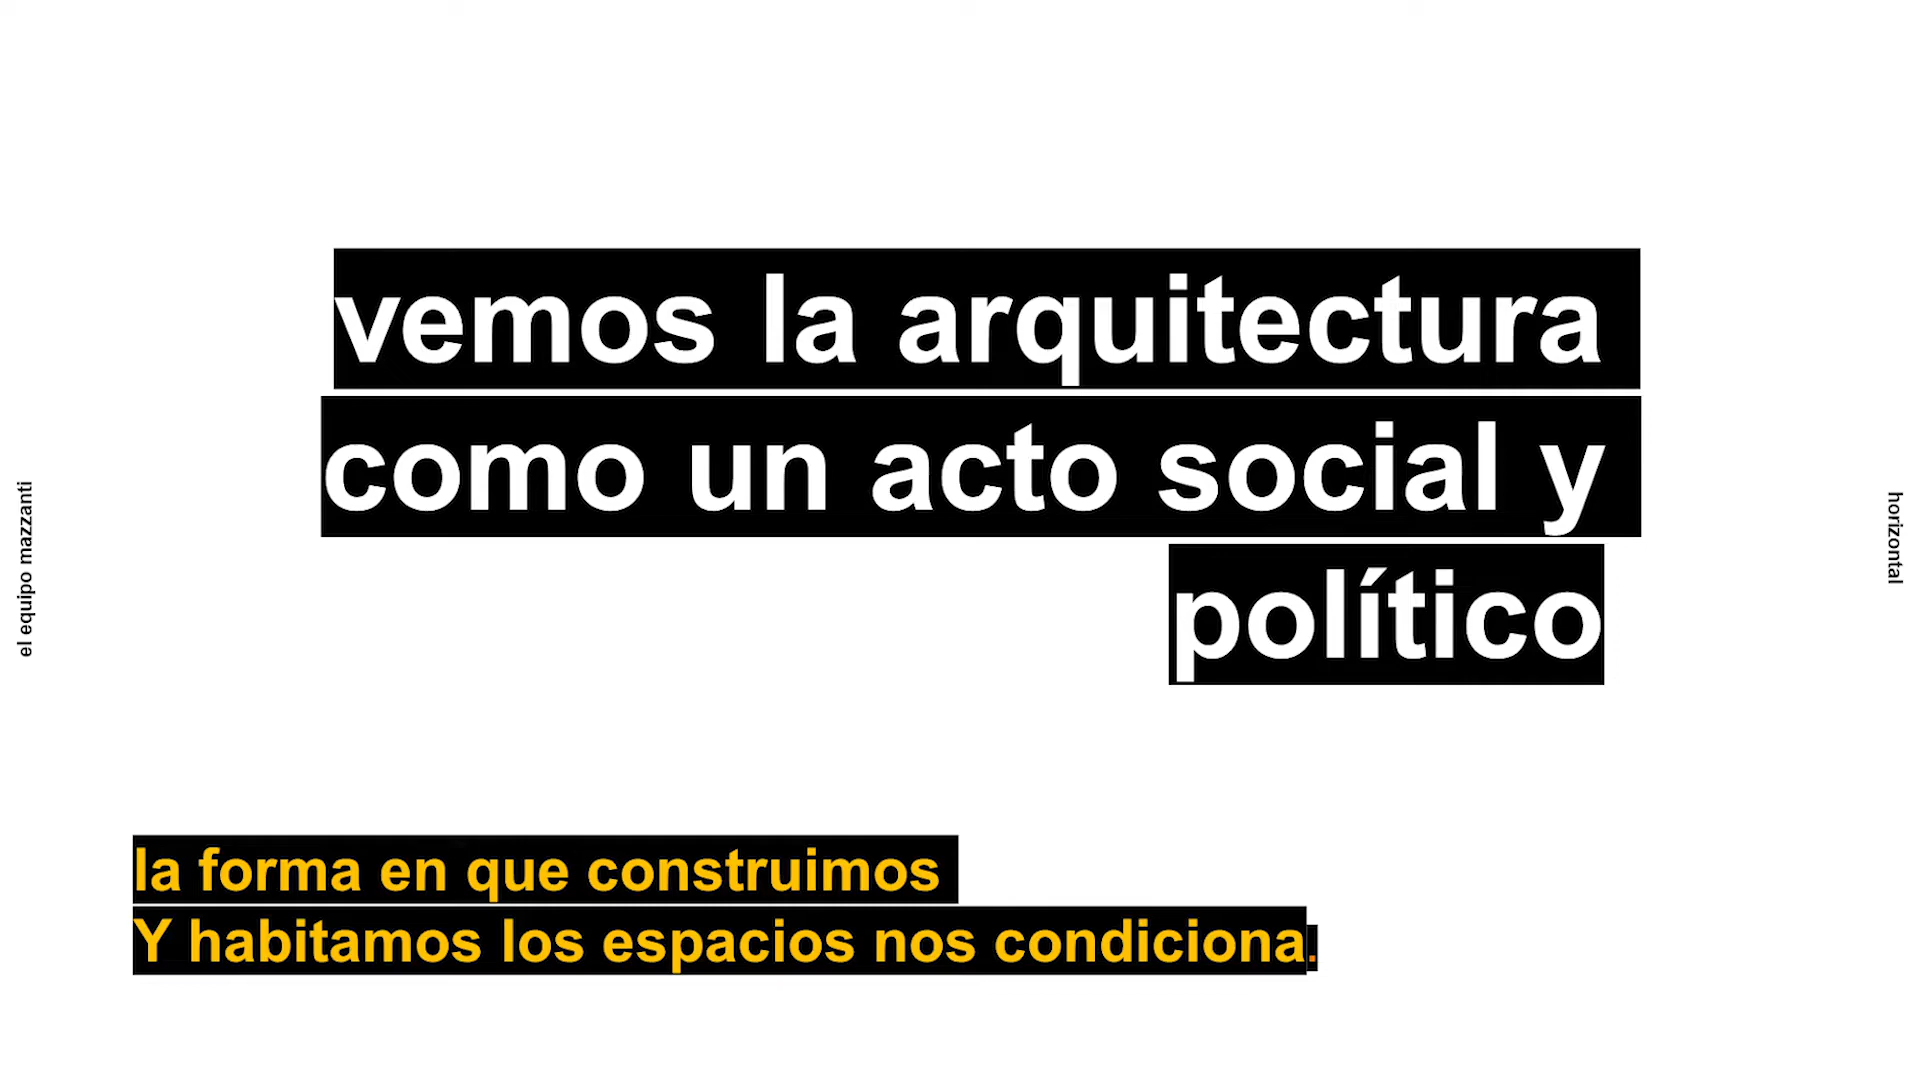 vemos la arquitectura
como un acto social y
político
el equipo mazzanti
horizontal
la forma en que construimos
Y habitamos los espacios nos condiciona.